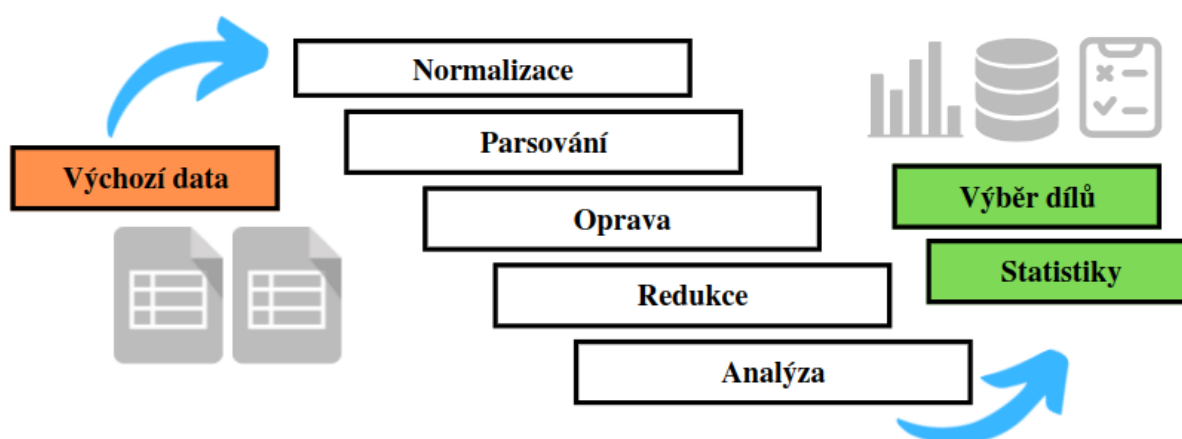 Výchozí data
Normalizace
Parsování
Oprava
Redukce
Analýza
Výběr dílů
Statistiky